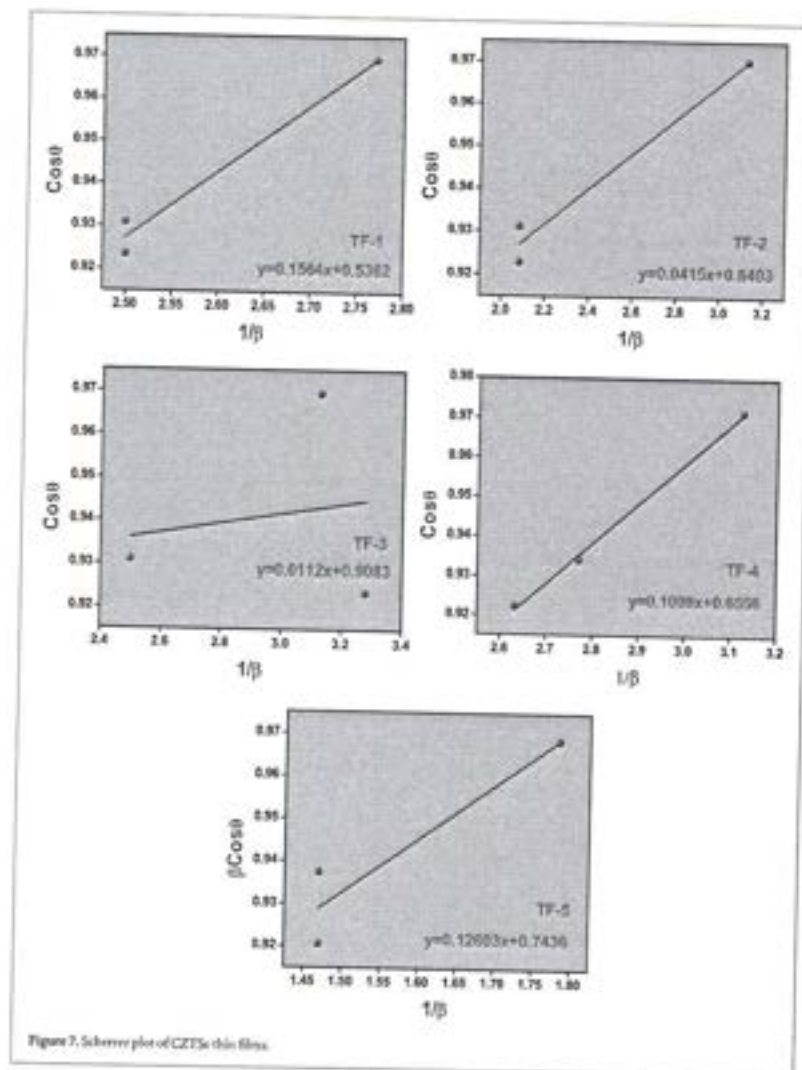 0.97
0.96
0.95
0.94
0.93
0.92
Cosθ
TF-1
y=0.1564x+0.5362
2.50 2.55 2.60 2.65 2.70 2.75 2.80
1/β
0.97
0.96
0.95
0.94
0.93
0.92
Cosθ
TF-2
y=0.0415x+0.8403
2.0 2.2 2.4 2.6 2.8 3.0 3.2
1/β
0.97
0.96
0.95
0.94
0.93
0.92
Cosθ
TF-3
y=0.0112x+0.9083
2.4 2.6 2.8 3.0 3.2 3.4
1/β
0.98
0.97
0.96
0.95
0.94
0.93
0.92
Cosθ
TF-4
2.6 2.7 2.8 2.9 3.0 3.1 3.2
1/β
0.97
0.96
0.95
0.94
0.93
0.92
βCosθ
TF-5
1.45 1.50 1.55 1.60 1.65 1.70 1.75 1.80
1/β
Figure 7. Scherrer plot of CZTSe thin films.